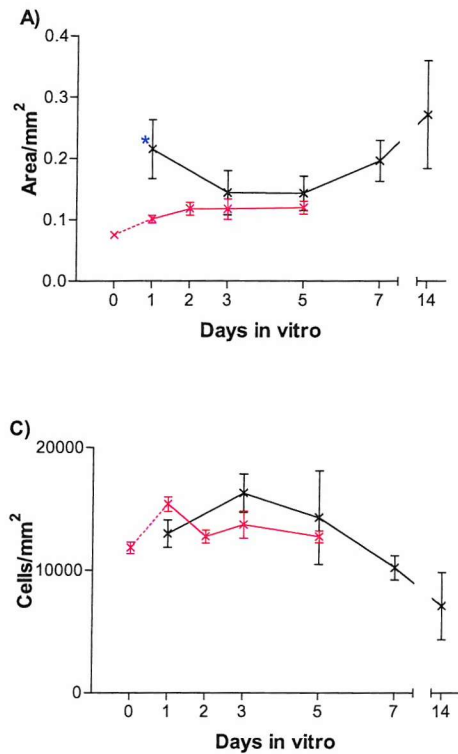 A)
Area/mm²
0.4
0.3
0.2
0.1
0.0
*
0 1 2 3 5 7 14
Days in vitro
C)
Cells/mm²
20000
10000
0
0 1 2 3 5 7 14
Days in vitro